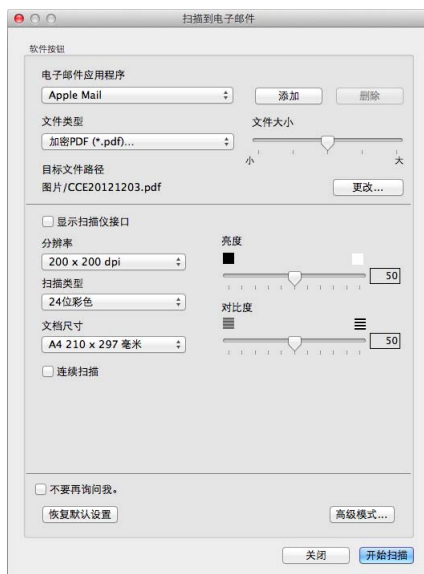 扫描到电子邮件
软件按钮
电子邮件应用程序
Apple Mail
添加
删除
文件类型
文件大小
加密PDF (*.pdf)...
小
大
目标文件路径
图片/CCE20121203.pdf
更改...
显示扫描仪接口
分辨率
亮度
200 x 200 dpi
50
扫描类型
24位彩色
对比度
文档尺寸
A4 210 x 297 毫米
50
连续扫描
不要再询问我。
恢复默认设置
高级模式...
关闭
开始扫描